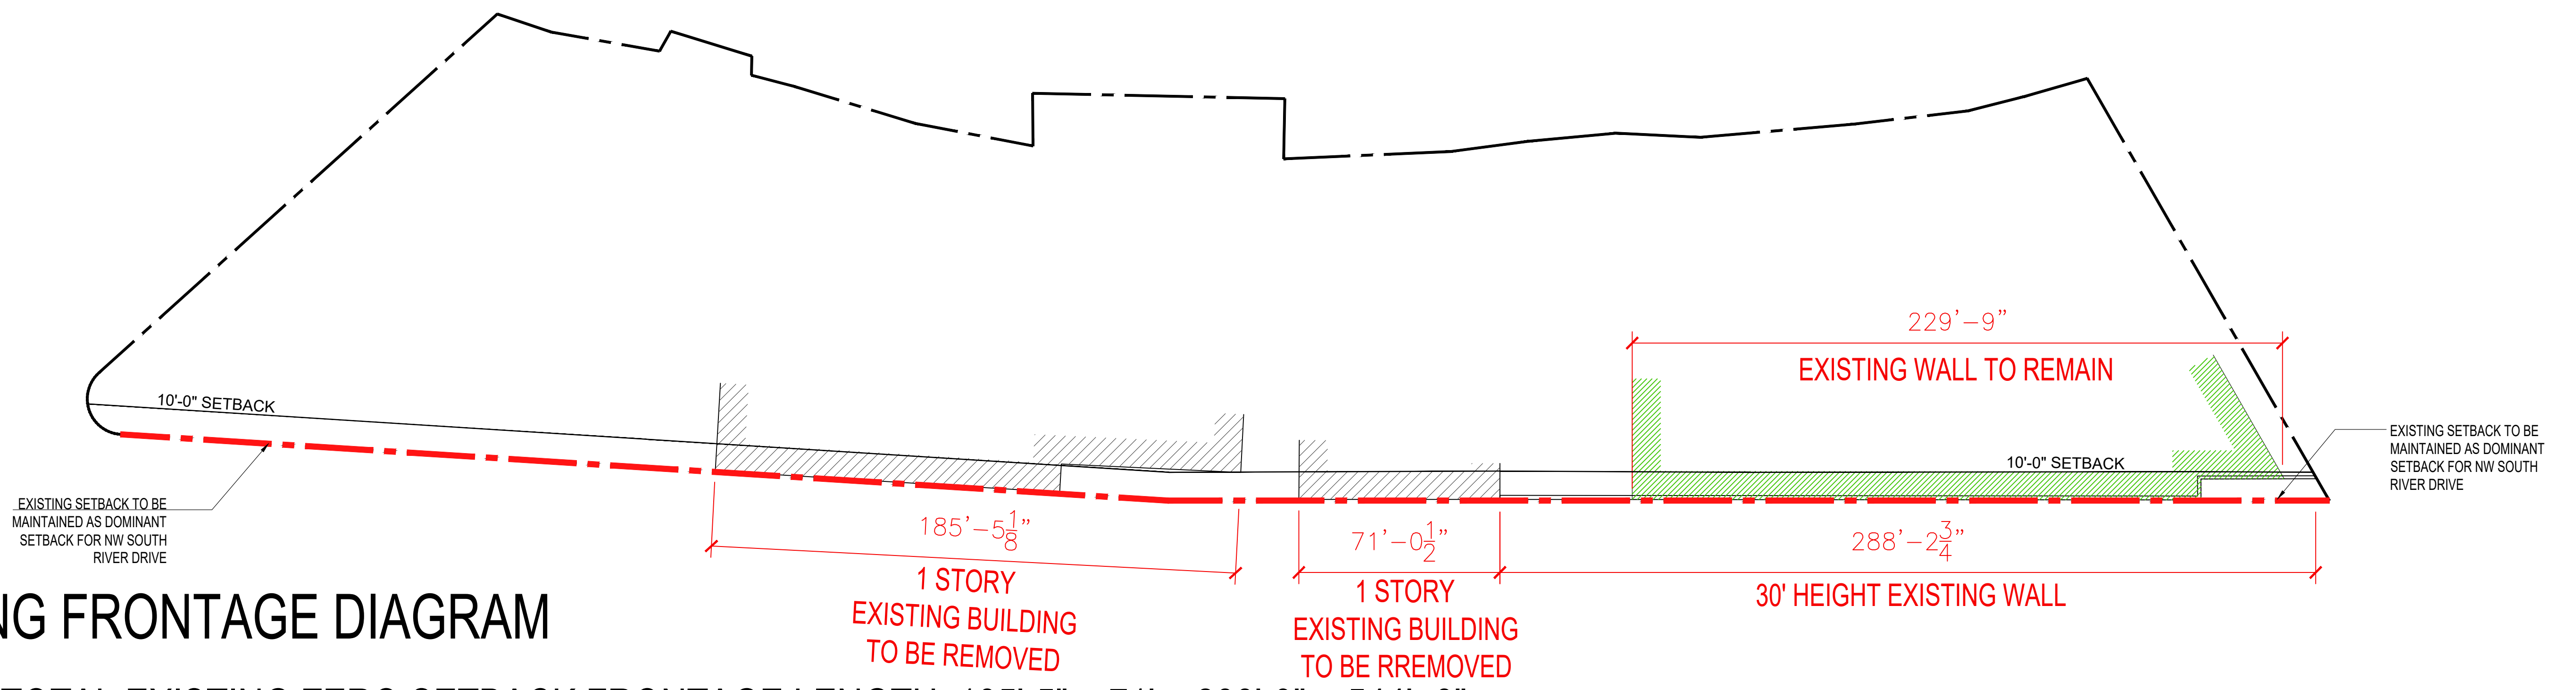 229'-9"
EXISTING WALL TO REMAIN
10'-0" SETBACK
10'-0" SETBACK
EXISTING SETBACK TO BE
MAINTAINED AS DOMINANT
SETBACK FOR NW SOUTH
RIVER DRIVE
EXISTING SETBACK TO BE
MAINTAINED AS DOMINANT
SETBACK FOR NW SOUTH
RIVER DRIVE
185'-5 1/8"
1 STORY
EXISTING BUILDING
TO BE RREMOVED
71'-0 1/2"
1 STORY
EXISTING BUILDING
TO BE RREMOVED
288'-2 3/4"
30' HEIGHT EXISTING WALL
NG FRONTAGE DIAGRAM